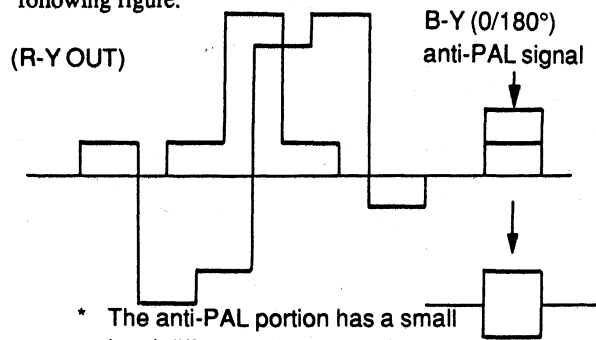 following figure.
B-Y (0/180°)
(R-Y OUT)
anti-PAL signal
* The anti-PAL portion has a small